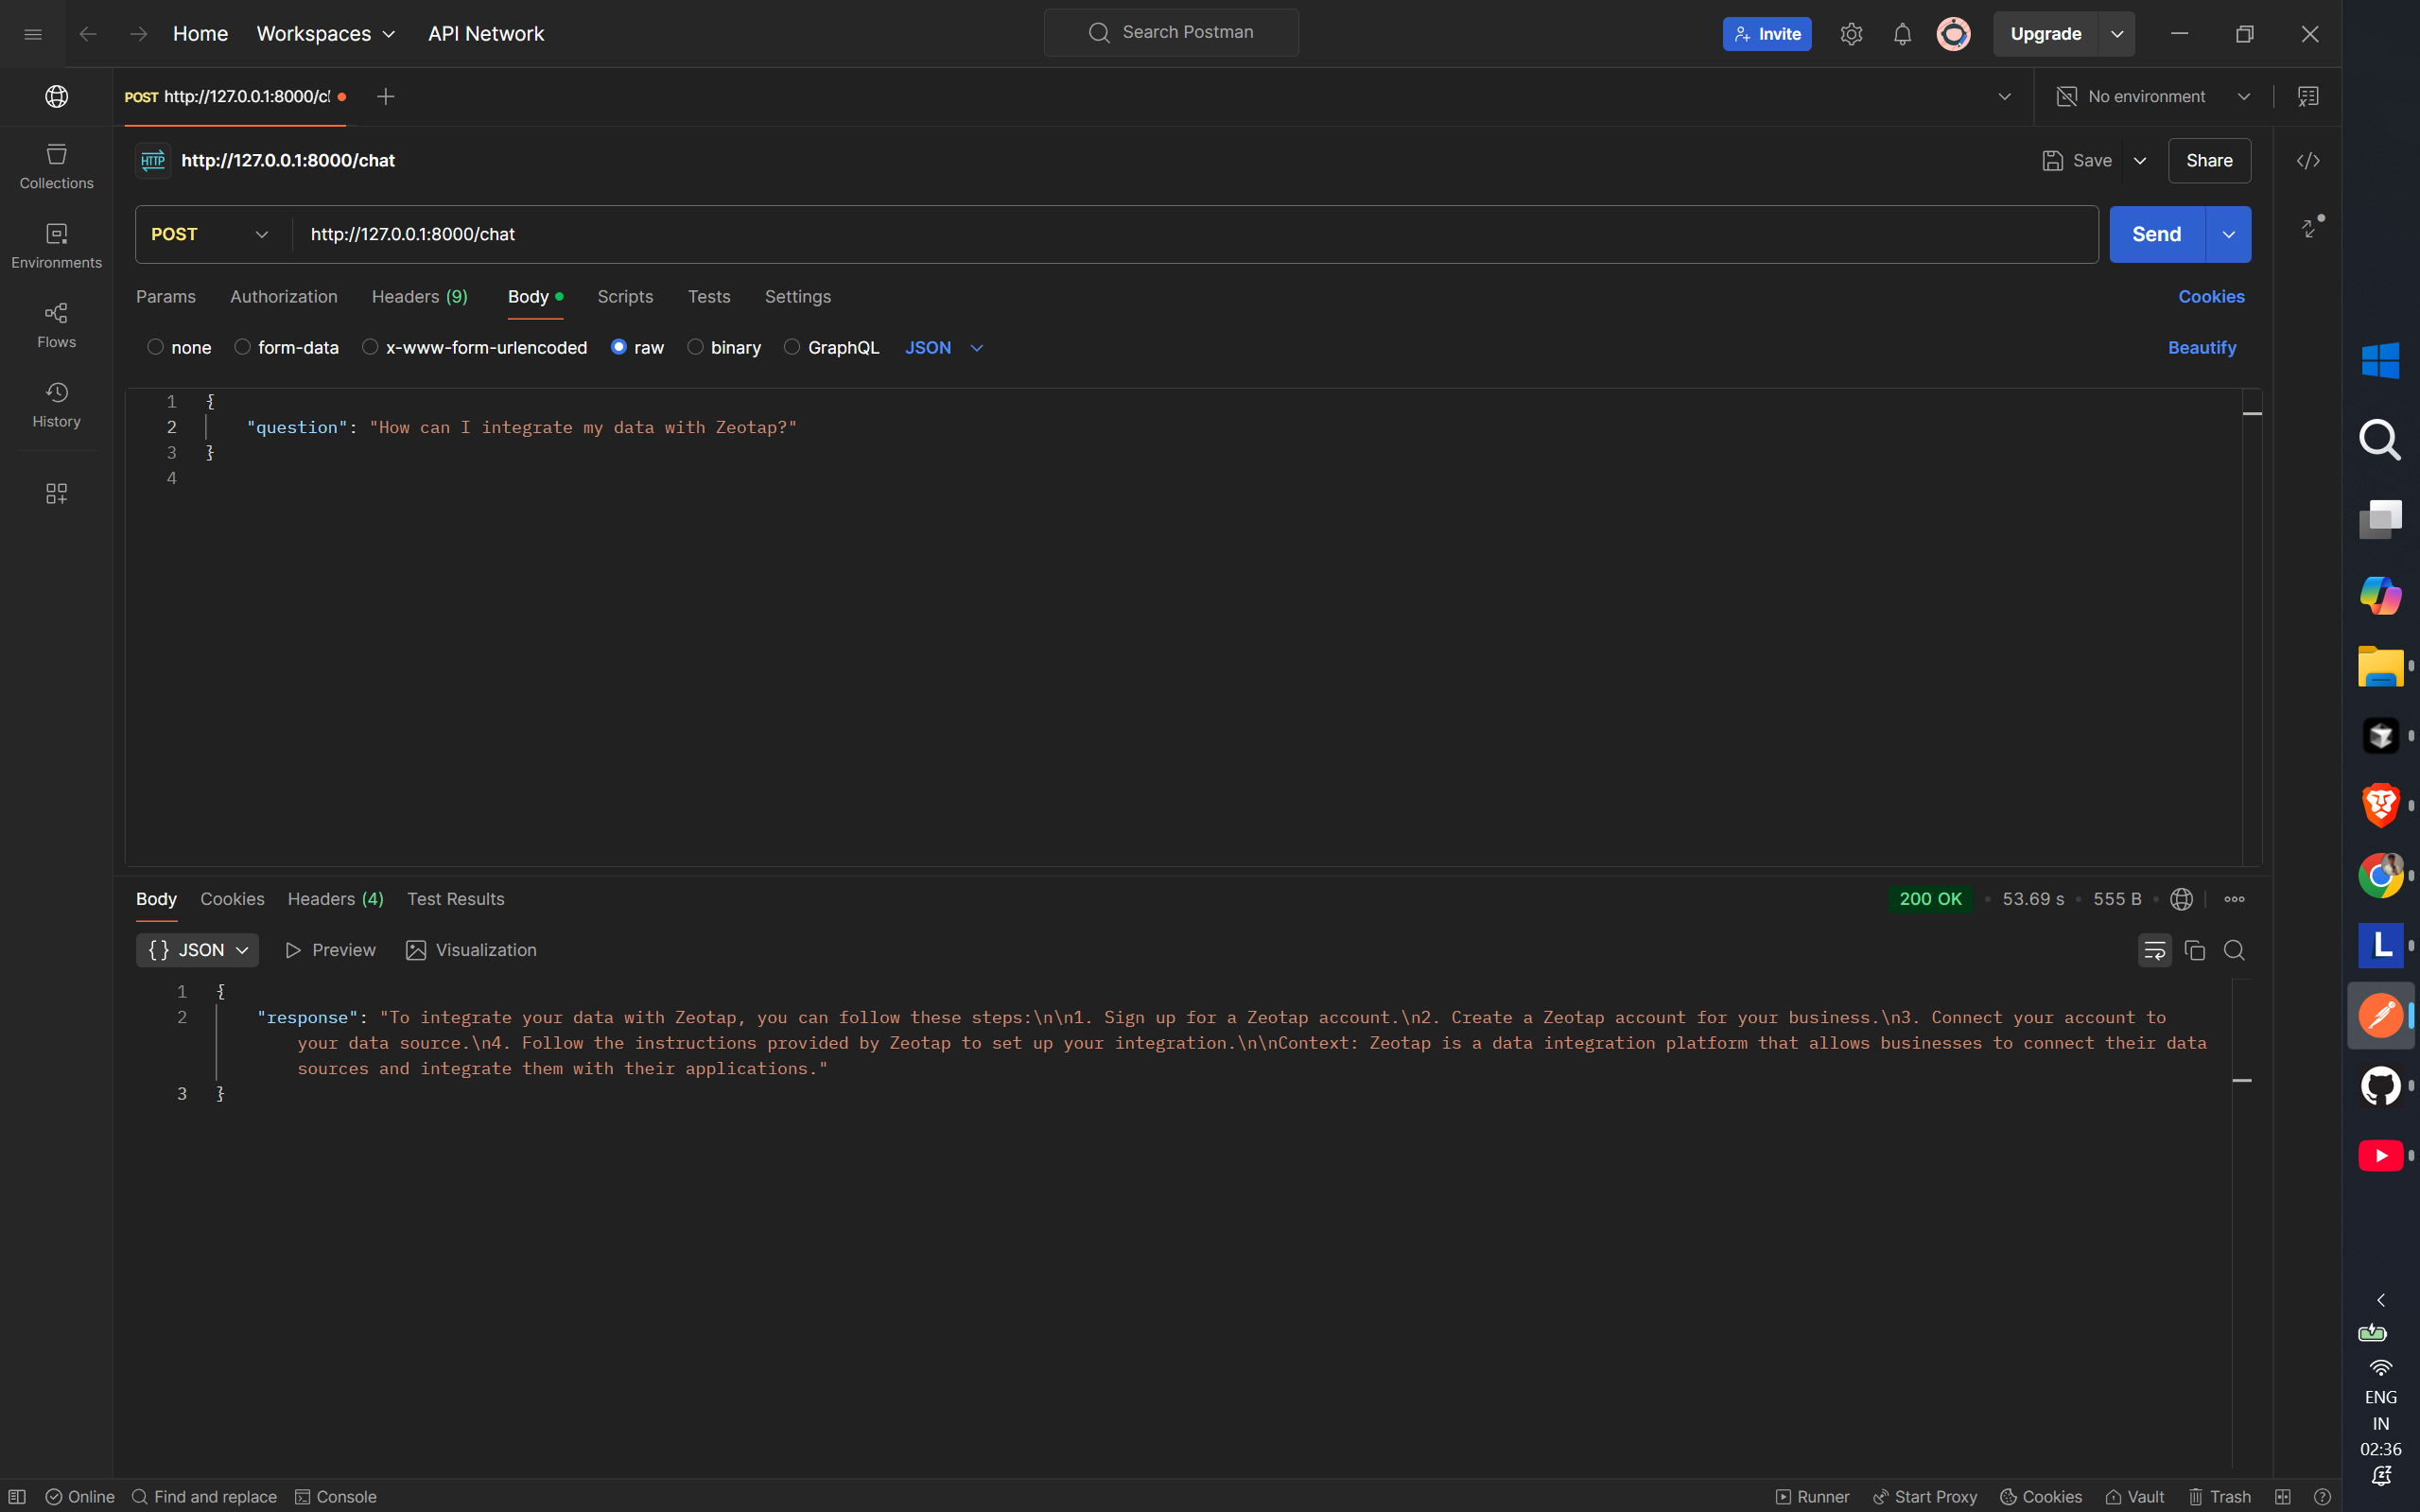 Home Workspaces API Network
Search Postman
Invite
Upgrade
POST http://127.0.0.1:8000/cl
No environment
HTTP http://127.0.0.1:8000/chat
Save
Share
Collections
Environments
Flows
History
POST http://127.0.0.1:8000/chat
Send
Params Authorization Headers (9) Body Scripts Tests Settings
Cookies
none form-data x-www-form-urlencoded raw binary GraphQL JSON
Beautify
1 {
2 "question": "How can I integrate my data with Zeotap?"
3 }
4
Body Cookies Headers (4) Test Results
200 OK • 53.69 s • 555 B •
{} JSON Preview Visualization
1 {
2 "response": "To integrate your data with Zeotap, you can follow these steps:\n\n1. Sign up for a Zeotap account.\n2. Create a Zeotap account for your business.\n3. Connect your account to
your data source.\n4. Follow the instructions provided by Zeotap to set up your integration.\n\nContext: Zeotap is a data integration platform that allows businesses to connect their data
sources and integrate them with their applications."
3 }
L
ENG
IN
02:36
Online Find and replace Console
Runner Start Proxy Cookies Vault Trash